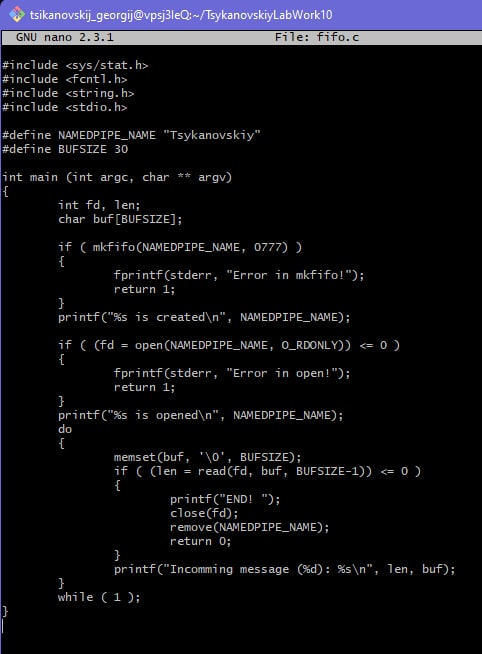 tsikanovskij_georgij@vpsj3leQ:~/TsykanovskiyLabWork10
GNU nano 2.3.1 File: fifo.c
#include <sys/stat.h>
#include <fcntl.h>
#include <string.h>
#include <stdio.h>
#define NAMEDPIPE_NAME "Tsykanovskiy"
#define BUFSIZE 30
int main (int argc, char ** argv)
{
int fd, len;
char buf[BUFSIZE];
if ( mkfifo(NAMEDPIPE_NAME, 0777) )
{
fprintf(stderr, "Error in mkfifo!");
return 1;
}
printf("%s is created\n", NAMEDPIPE_NAME);
if ( (fd = open(NAMEDPIPE_NAME, O_RDONLY)) <= 0 )
{
fprintf(stderr, "Error in open!");
return 1;
}
printf("%s is opened\n", NAMEDPIPE_NAME);
do
{
memset(buf, '\0', BUFSIZE);
if ( (len = read(fd, buf, BUFSIZE-1)) <= 0 )
{
printf("END! ");
close(fd);
remove(NAMEDPIPE_NAME);
return 0;
}
printf("Incomming message (%d): %s\n", len, buf);
}
while ( 1 );
}